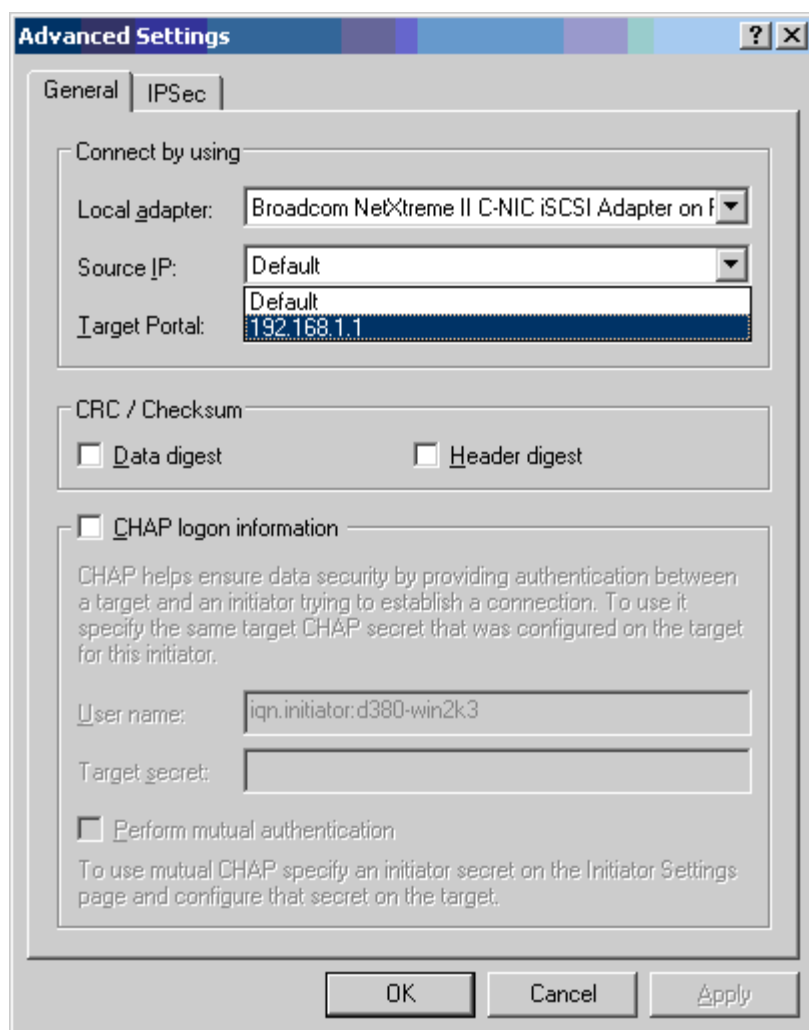 Advanced Settings
General
IPSec
Connect by using
Local adapter:
Broadcom NetXtreme II C-NIC iSCSI Adapter on
Source IP:
Default
Default
Target Portal:
192.168.1.1
CRC / Checksum
Data digest
Header digest
CHAP logon information
CHAP helps ensure data security by providing authentication between
a target and an initiator trying to establish a connection. To use it
specify the same target CHAP secret that was configured on the target
for this initiator.
User name:
iqn.initiator:d380-win2k3
Target secret:
Perform mutual authentication
To use mutual CHAP specify an initiator secret on the Initiator Settings
page and configure that secret on the target.
OK
Cancel
Apply